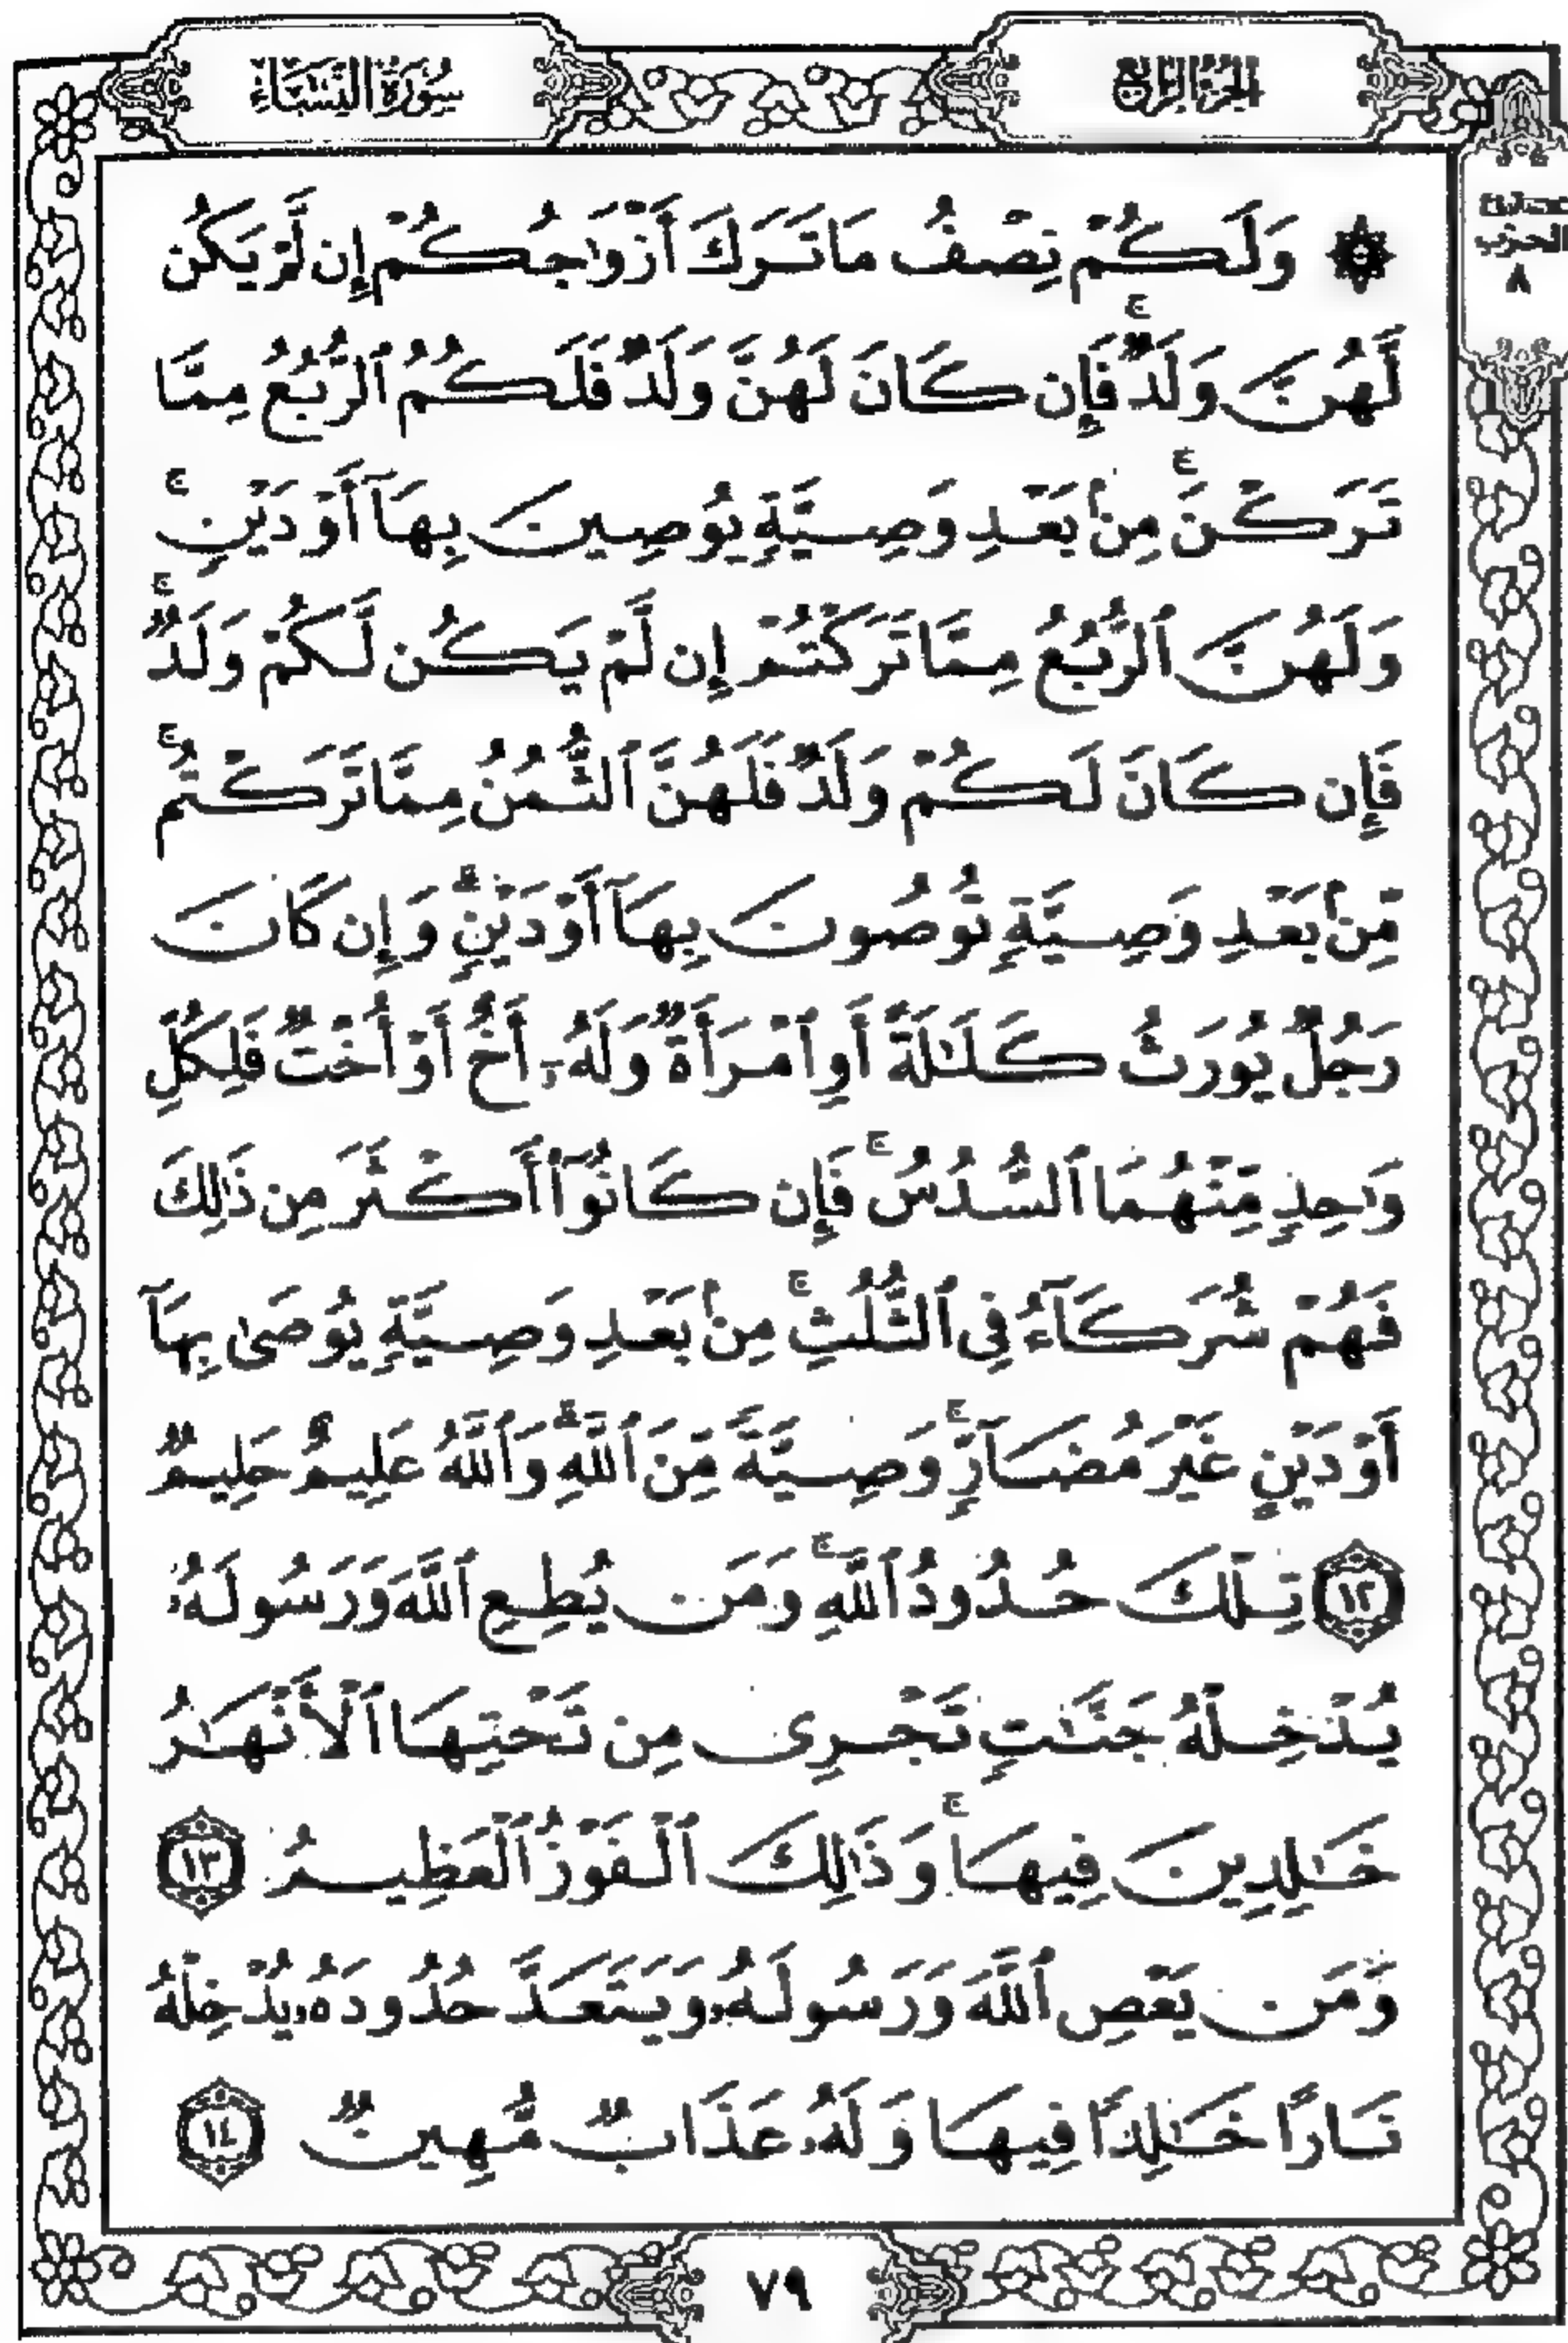 سُورَةُ النِّسَاءِ
الجُزْءُ الرَّابِعُ
الحزب
٨
۞ وَلَكُمْ نِصْفُ مَا تَرَكَ أَزْوَٰجُكُمْ إِن لَّمْ يَكُن
لَّهُنَّ وَلَدٌ ۚ فَإِن كَانَ لَهُنَّ وَلَدٌ فَلَكُمُ ٱلرُّبُعُ مِمَّا
تَرَكْنَ ۚ مِنۢ بَعْدِ وَصِيَّةٍ يُوصِينَ بِهَآ أَوْ دَيْنٍ ۚ
وَلَهُنَّ ٱلرُّبُعُ مِمَّا تَرَكْتُمْ إِن لَّمْ يَكُن لَّكُمْ وَلَدٌ ۚ
فَإِن كَانَ لَكُمْ وَلَدٌ فَلَهُنَّ ٱلثُّمُنُ مِمَّا تَرَكْتُم ۚ
مِّنۢ بَعْدِ وَصِيَّةٍ تُوصُونَ بِهَآ أَوْ دَيْنٍ ۗ وَإِن كَانَ
رَجُلٌ يُورَثُ كَلَٰلَةً أَوِ ٱمْرَأَةٌ وَلَهُۥٓ أَخٌ أَوْ أُخْتٌ فَلِكُلِّ
وَٰحِدٍ مِّنْهُمَا ٱلسُّدُسُ ۚ فَإِن كَانُوٓا۟ أَكْثَرَ مِن ذَٰلِكَ
فَهُمْ شُرَكَآءُ فِى ٱلثُّلُثِ ۚ مِنۢ بَعْدِ وَصِيَّةٍ يُوصَىٰ بِهَآ
أَوْ دَيْنٍ غَيْرَ مُضَآرٍّ ۚ وَصِيَّةً مِّنَ ٱللَّهِ ۗ وَٱللَّهُ عَلِيمٌ حَلِيمٌ
١٢ تِلْكَ حُدُودُ ٱللَّهِ ۚ وَمَن يُطِعِ ٱللَّهَ وَرَسُولَهُۥ
يُدْخِلْهُ جَنَّٰتٍ تَجْرِى مِن تَحْتِهَا ٱلْأَنْهَٰرُ
خَٰلِدِينَ فِيهَا ۚ وَذَٰلِكَ ٱلْفَوْزُ ٱلْعَظِيمُ ١٣
وَمَن يَعْصِ ٱللَّهَ وَرَسُولَهُۥ وَيَتَعَدَّ حُدُودَهُۥ يُدْخِلْهُ
نَارًا خَٰلِدًا فِيهَا وَلَهُۥ عَذَابٌ مُّهِينٌ ١٤
٧٩